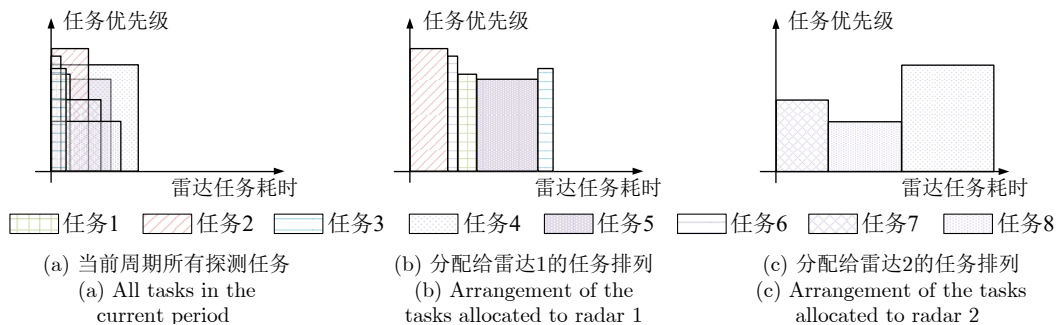 任务优先级
任务优先级
任务优先级
雷达任务耗时
雷达任务耗时
雷达任务耗时
任务1 任务2 任务3 任务4 任务5 任务6 任务7 任务8
(a) 当前周期所有探测任务
(a) All tasks in the
current period
(b) 分配给雷达1的任务排列
(b) Arrangement of the
tasks allocated to radar 1
(c) 分配给雷达2的任务排列
(c) Arrangement of the tasks
allocated to radar 2